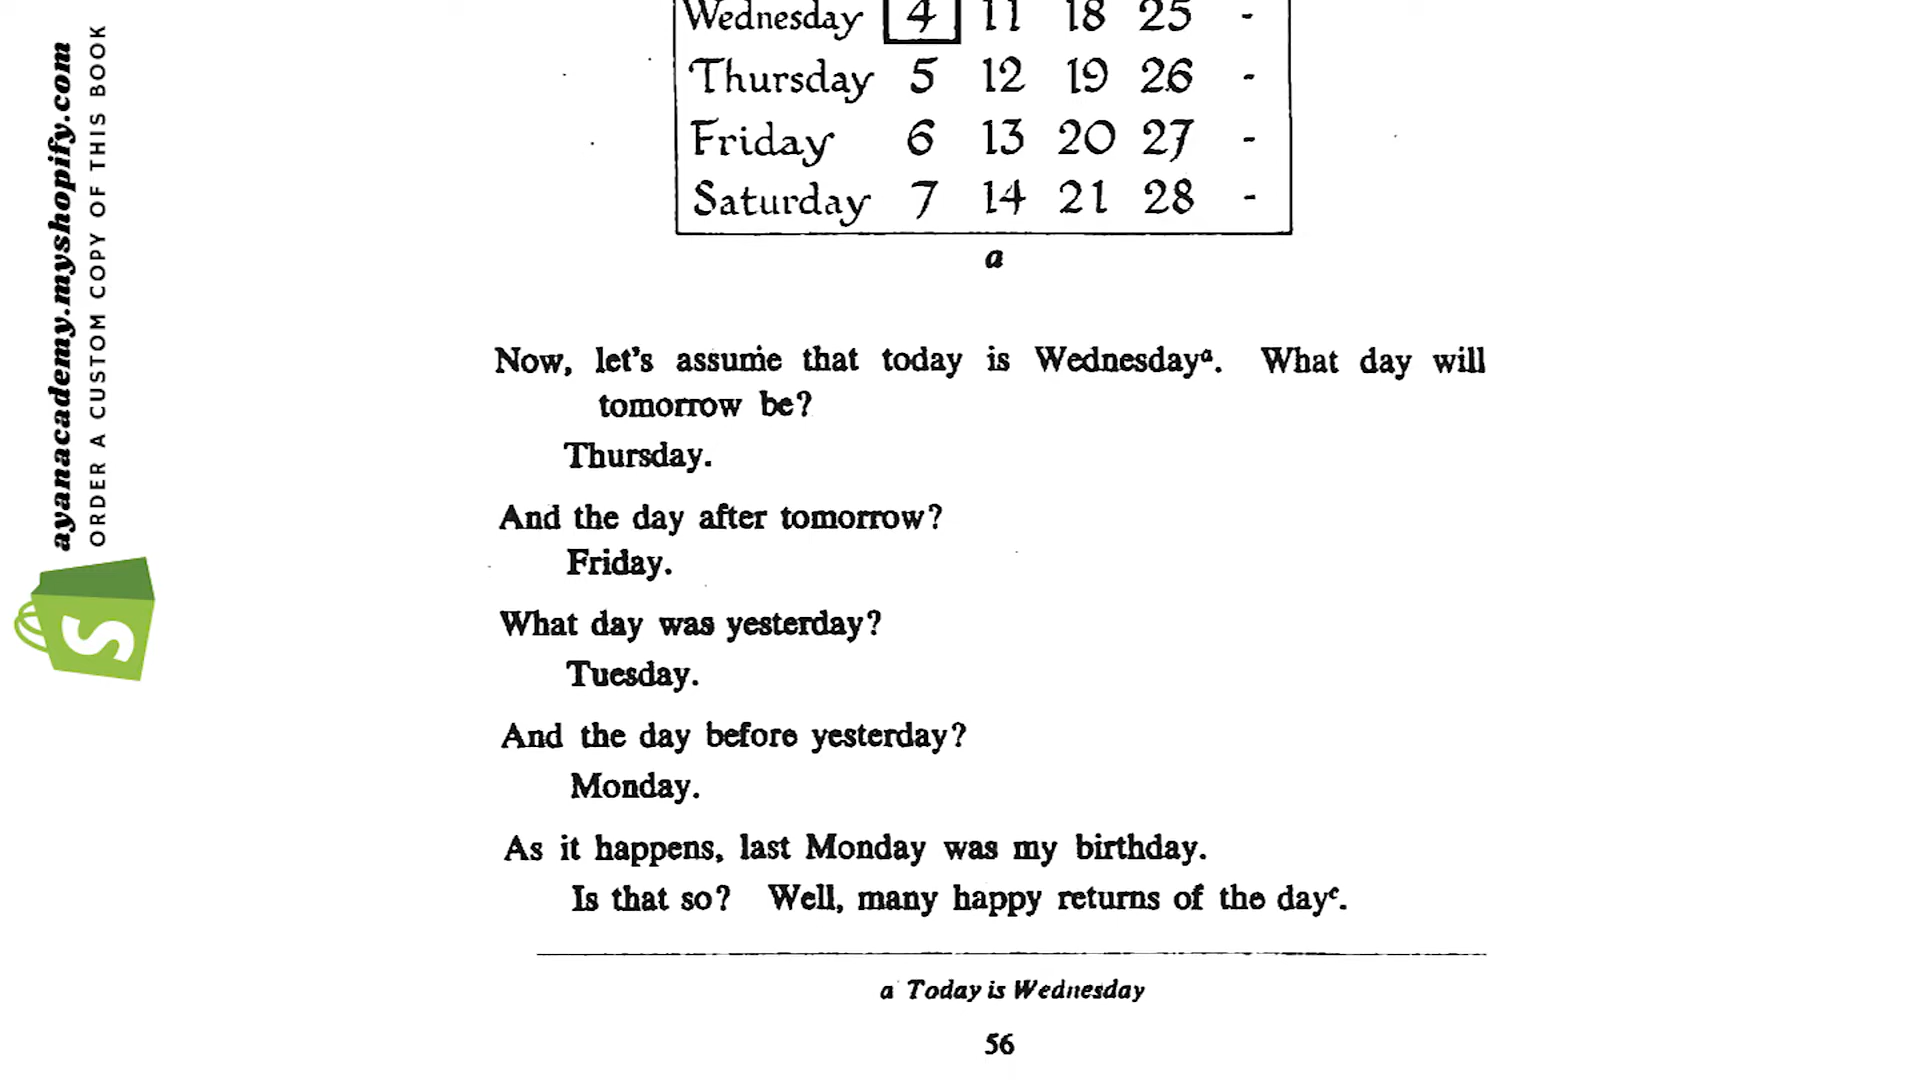 ayanacademy.myshopify.com
ORDER A CUSTOM COPY OF THIS BOOK
S
Wednesday 4 11 18 25 -
Thursday 5 12 19 26 -
Friday 6 13 20 27 -
Saturday 7 14 21 28 -
a
Now, let's assume that today is Wednesdayᵃ. What day will
tomorrow be?
Thursday.
And the day after tomorrow?
Friday.
What day was yesterday?
Tuesday.
And the day before yesterday?
Monday.
As it happens, last Monday was my birthday.
Is that so? Well, many happy returns of the dayᶜ.
a Today is Wednesday
56